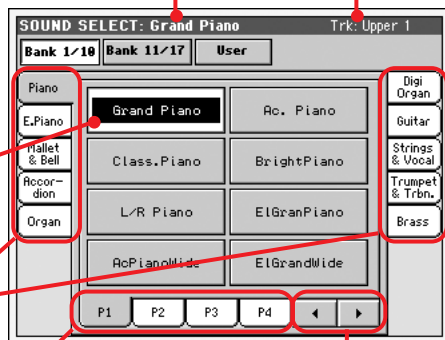 SOUND SELECT: Grand Piano
Trk: Upper 1
Bank 1/10
Bank 11/17
User
Piano
E.Piano
Mallet
& Bell
Accor-
dion
Organ
Grand Piano
Ac. Piano
Class.Piano
BrightPiano
L/R Piano
ElGranPiano
AcPianoWide
ElGrandWide
Digi
Organ
Guitar
Strings
& Vocal
Trumpet
& Trbn.
Brass
P1
P2
P3
P4